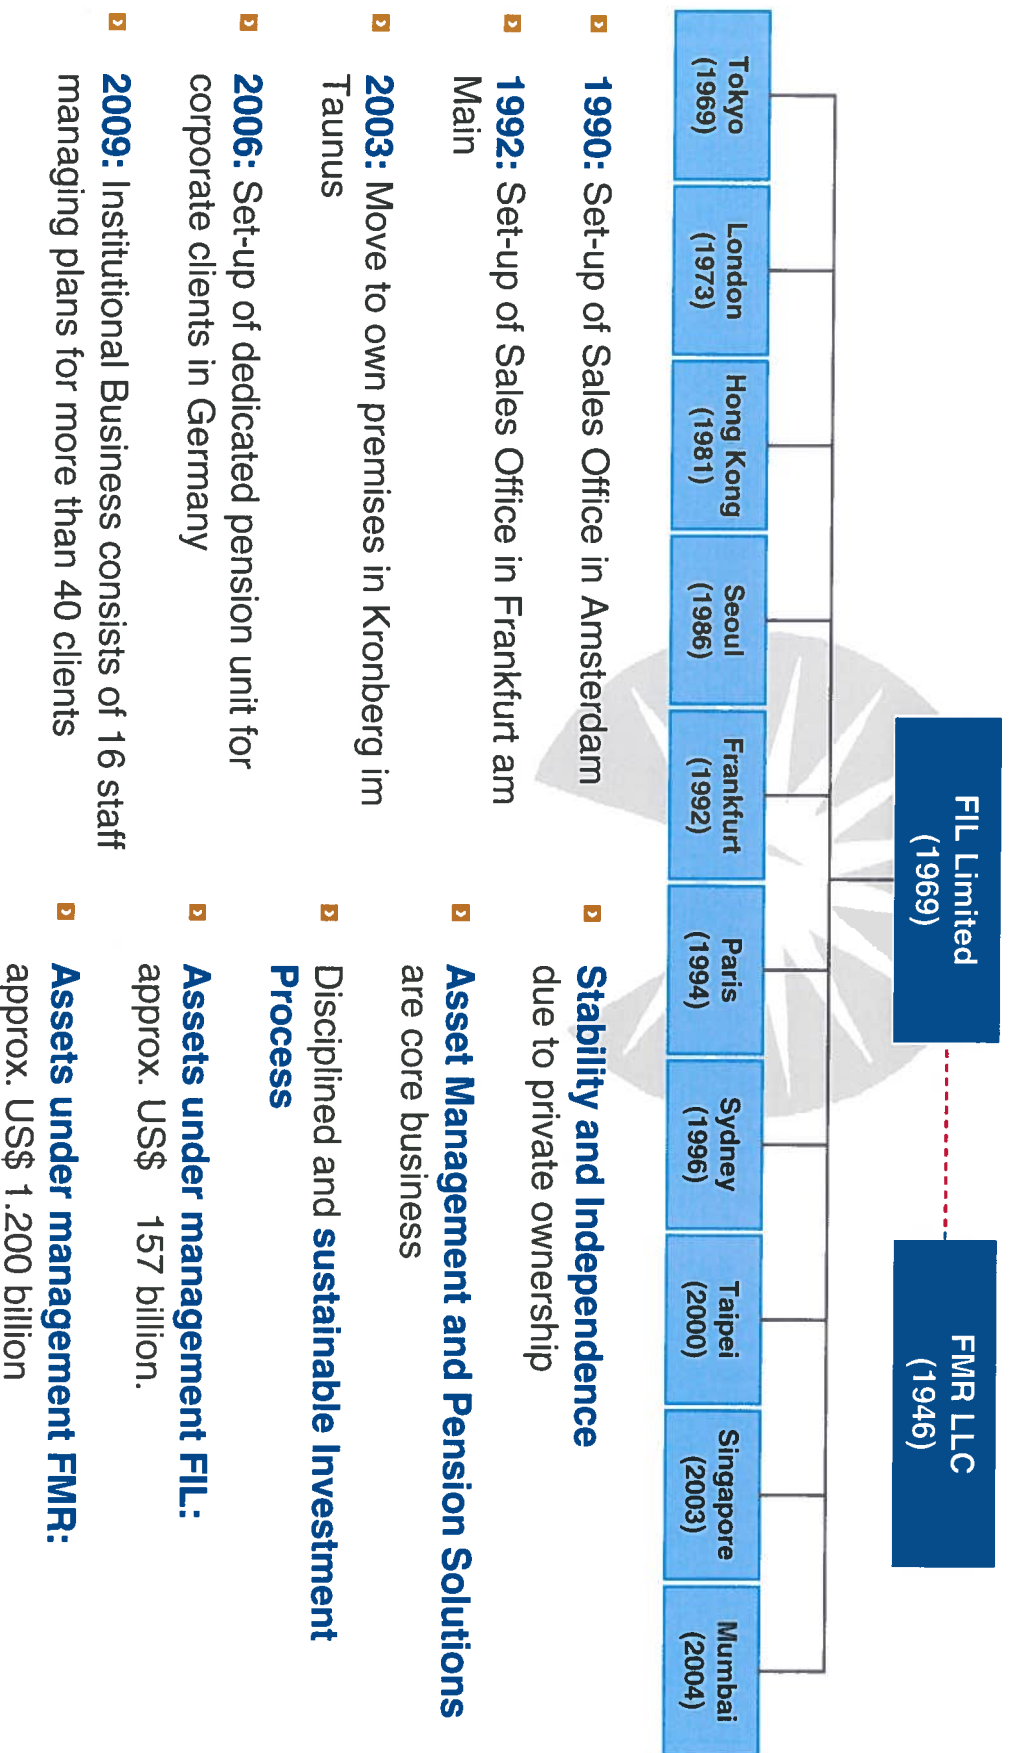 FIL Limited
(1969)
FMR LLC
(1946)
Tokyo
(1969)
London
(1973)
Hong Kong
(1981)
Seoul
(1986)
Frankfurt
(1992)
Paris
(1994)
Sydney
(1996)
Taipei
(2000)
Singapore
(2003)
Mumbai
(2004)
1990: Set-up of Sales Office in Amsterdam
1992: Set-up of Sales Office in Frankfurt am
Main
2003: Move to own premises in Kronberg im
Taunus
2006: Set-up of dedicated pension unit for
corporate clients in Germany
2009: Institutional Business consists of 16 staff
managing plans for more than 40 clients
Stability and Independence
due to private ownership
Asset Management and Pension Solutions
are core business
Disciplined and sustainable Investment
Process
Assets under management FIL:
approx. US$ 157 billion.
Assets under management FMR:
approx. US$ 1.200 billion